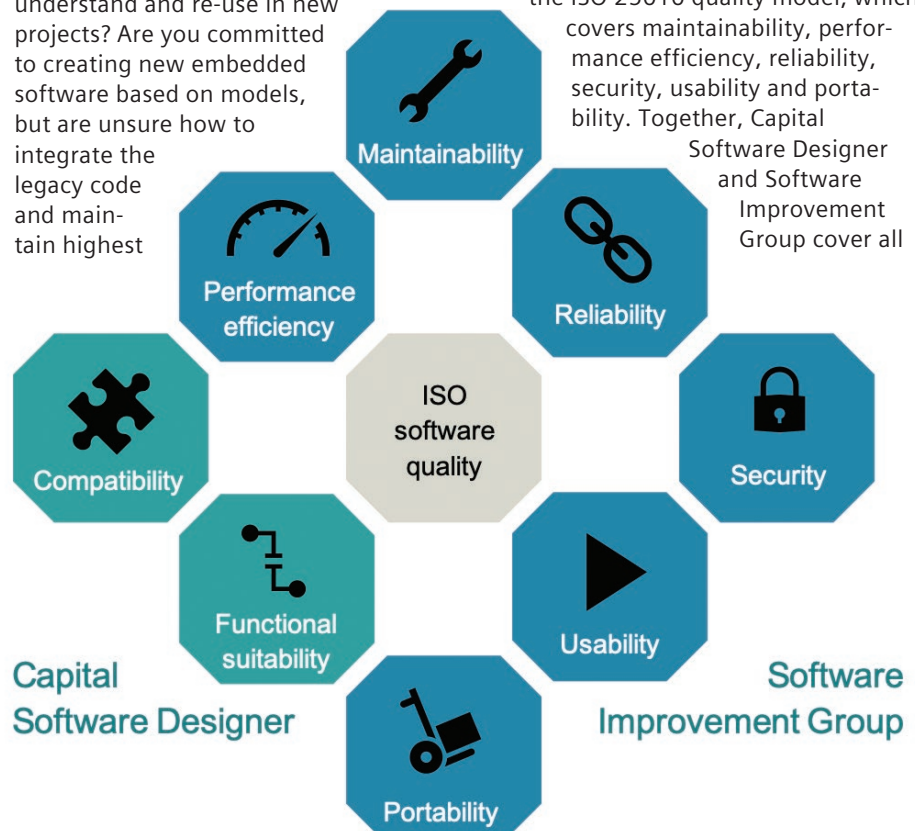 understand and re-use in new
projects? Are you committed
to creating new embedded
software based on models,
but are unsure how to
integrate the
legacy code
and main-
tain highest
the ISO 25010 quality model, which
covers maintainability, perfor-
mance efficiency, reliability,
security, usability and porta-
bility. Together, Capital
Software Designer
and Software
Improvement
Group cover all
Maintainability
Performance
efficiency
Reliability
Compatibility
ISO
software
quality
Security
Functional
suitability
Usability
Portability
Capital
Software Designer
Software
Improvement Group